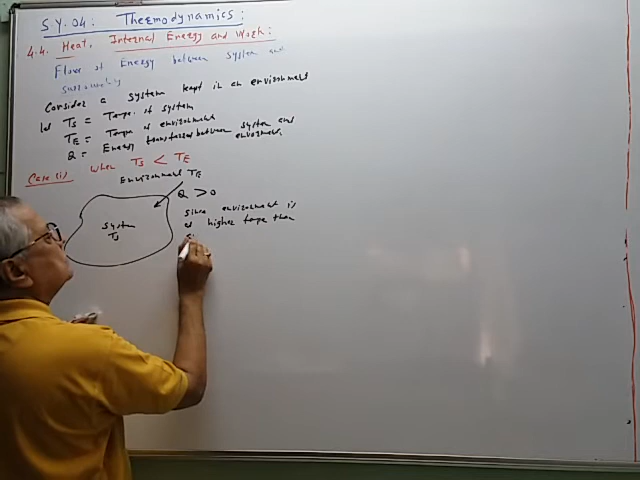 S.Y. 04: Thermodynamics:
4.4. Heat, Internal Energy and Work:
Flow of Energy between system and
surrounding
Consider a system kept in an environment
let TS = Temp. of system
TE = Temp of environment
Q = Energy transferred between system and
environment.
Case (i) when TS < TE
Environment TE
Q > 0
System
TS
since environment is
at higher temp than